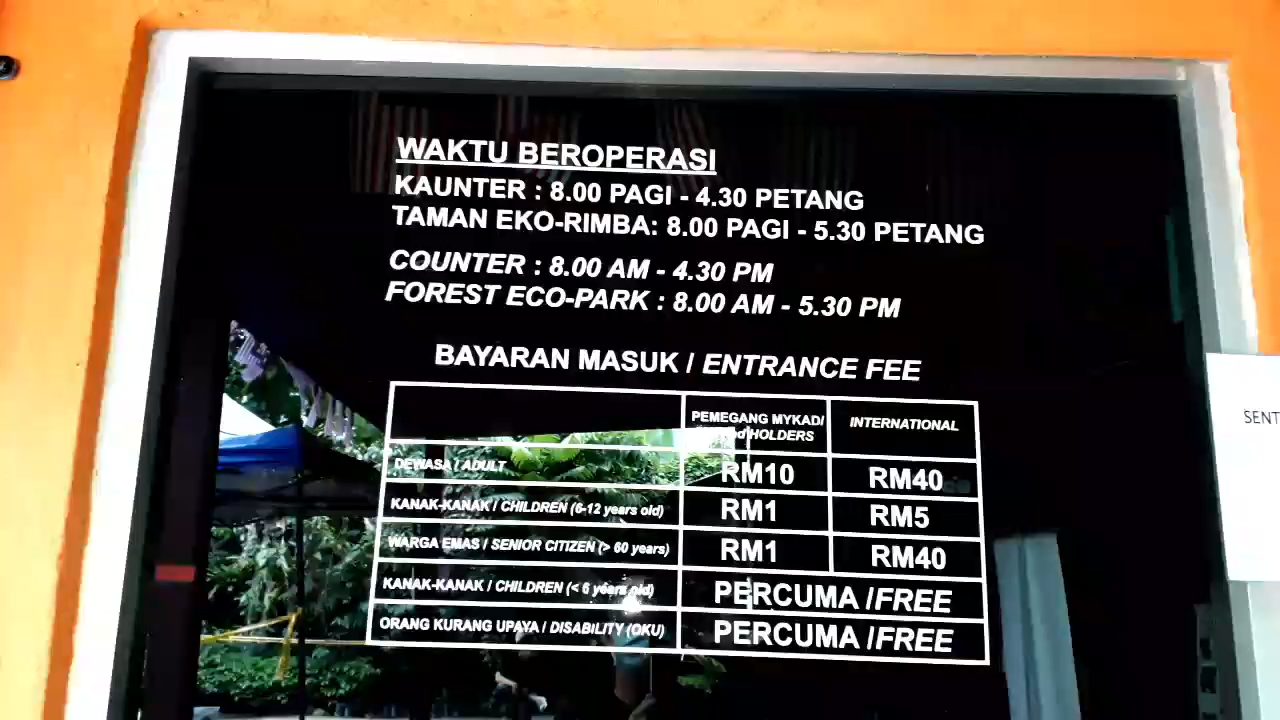 WAKTU BEROPERASI
KAUNTER : 8.00 PAGI - 4.30 PETANG
TAMAN EKO-RIMBA: 8.00 PAGI - 5.30 PETANG
COUNTER : 8.00 AM - 4.30 PM
FOREST ECO-PARK : 8.00 AM - 5.30 PM
BAYARAN MASUK / ENTRANCE FEE
PEMEGANG MYKAD/
HOLDERS
INTERNATIONAL
DEWASA / ADULT RM10 RM40
KANAK-KANAK / CHILDREN (6-12 years old) RM1 RM5
WARGA EMAS / SENIOR CITIZEN (> 60 years) RM1 RM40
KANAK-KANAK / CHILDREN (< 6 years old) PERCUMA /FREE
ORANG KURANG UPAYA / DISABILITY (OKU) PERCUMA /FREE
SENT